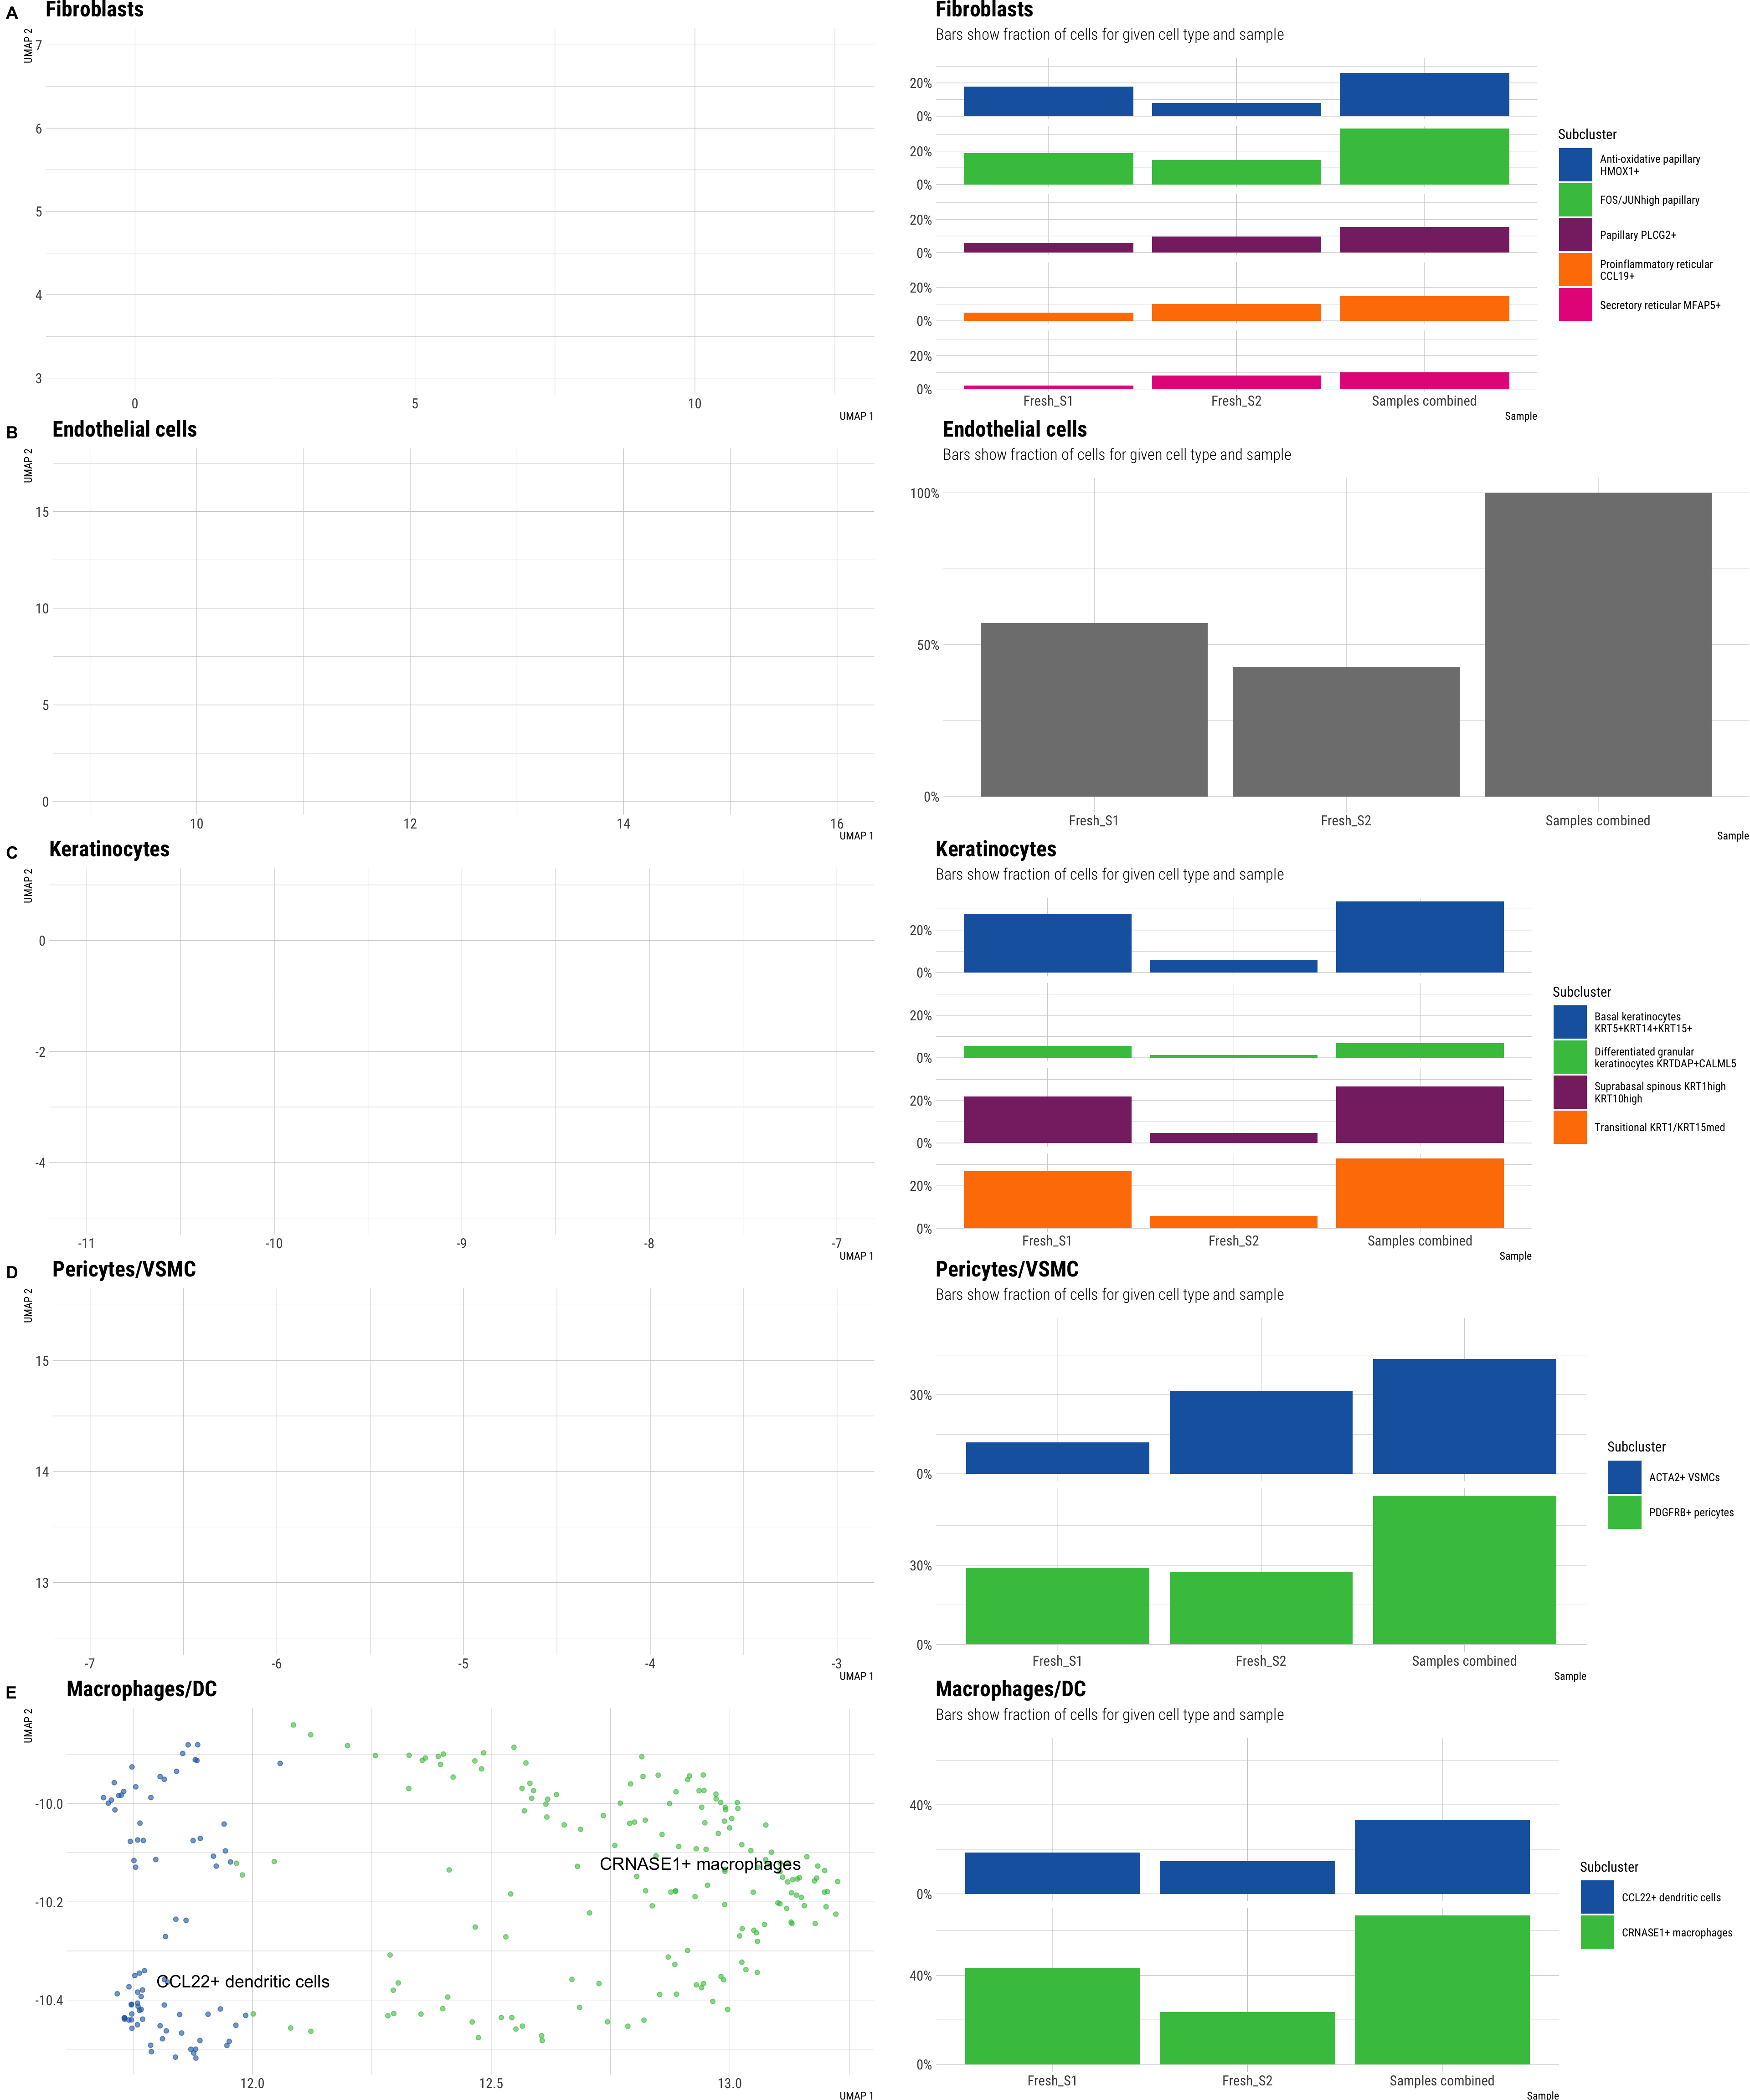 A
Fibroblasts
UMAP 2
7
6
5
4
3
0
5
10
UMAP 1
Fibroblasts
Bars show fraction of cells for given cell type and sample
20%
0%
20%
0%
20%
0%
20%
0%
20%
0%
Fresh_S1
Fresh_S2
Samples combined
Sample
Subcluster
Anti-oxidative papillary
HMOX1+
FOS/JUNhigh papillary
Papillary PLCG2+
Proinflammatory reticular
CCL19+
Secretory reticular MFAP5+
B
Endothelial cells
UMAP 2
15
10
5
0
10
12
14
16
UMAP 1
Endothelial cells
Bars show fraction of cells for given cell type and sample
100%
50%
0%
Fresh_S1
Fresh_S2
Samples combined
Sample
C
Keratinocytes
UMAP 2
0
-2
-4
-11
-10
-9
-8
-7
UMAP 1
Keratinocytes
Bars show fraction of cells for given cell type and sample
20%
0%
20%
0%
20%
0%
20%
0%
Fresh_S1
Fresh_S2
Samples combined
Sample
Subcluster
Basal keratinocytes
KRT5+KRT14+KRT15+
Differentiated granular
keratinocytes KRTDAP+CALML5
Suprabasal spinous KRT1high
KRT10high
Transitional KRT1/KRT15med
D
Pericytes/VSMC
UMAP 2
15
14
13
-7
-6
-5
-4
-3
UMAP 1
Pericytes/VSMC
Bars show fraction of cells for given cell type and sample
30%
0%
30%
0%
Fresh_S1
Fresh_S2
Samples combined
Sample
Subcluster
ACTA2+ VSMCs
PDGFRB+ pericytes
E
Macrophages/DC
UMAP 2
-10.0
-10.2
-10.4
CRNASE1+ macrophages
CCL22+ dendritic cells
12.0
12.5
13.0
UMAP 1
Macrophages/DC
Bars show fraction of cells for given cell type and sample
40%
0%
40%
0%
Fresh_S1
Fresh_S2
Samples combined
Sample
Subcluster
CCL22+ dendritic cells
CRNASE1+ macrophages